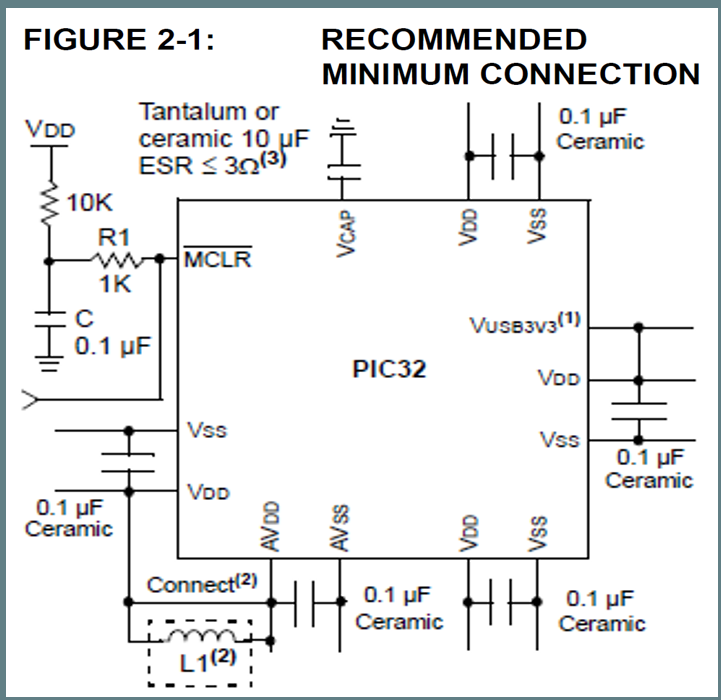 FIGURE 2-1:
RECOMMENDED
MINIMUM CONNECTION
Tantalum or
ceramic 10 µF
ESR ≤ 3Ω(3)
0.1 µF
Ceramic
VDD
10K
R1
1K
C
0.1 µF
MCLR
VCAP
VDD
VSS
VUSB3V3(1)
VDD
VSS
PIC32
0.1 µF
Ceramic
VSS
VDD
0.1 µF
Ceramic
AVDD
AVSS
VDD
VSS
Connect(2)
0.1 µF
Ceramic
0.1 µF
Ceramic
L1(2)